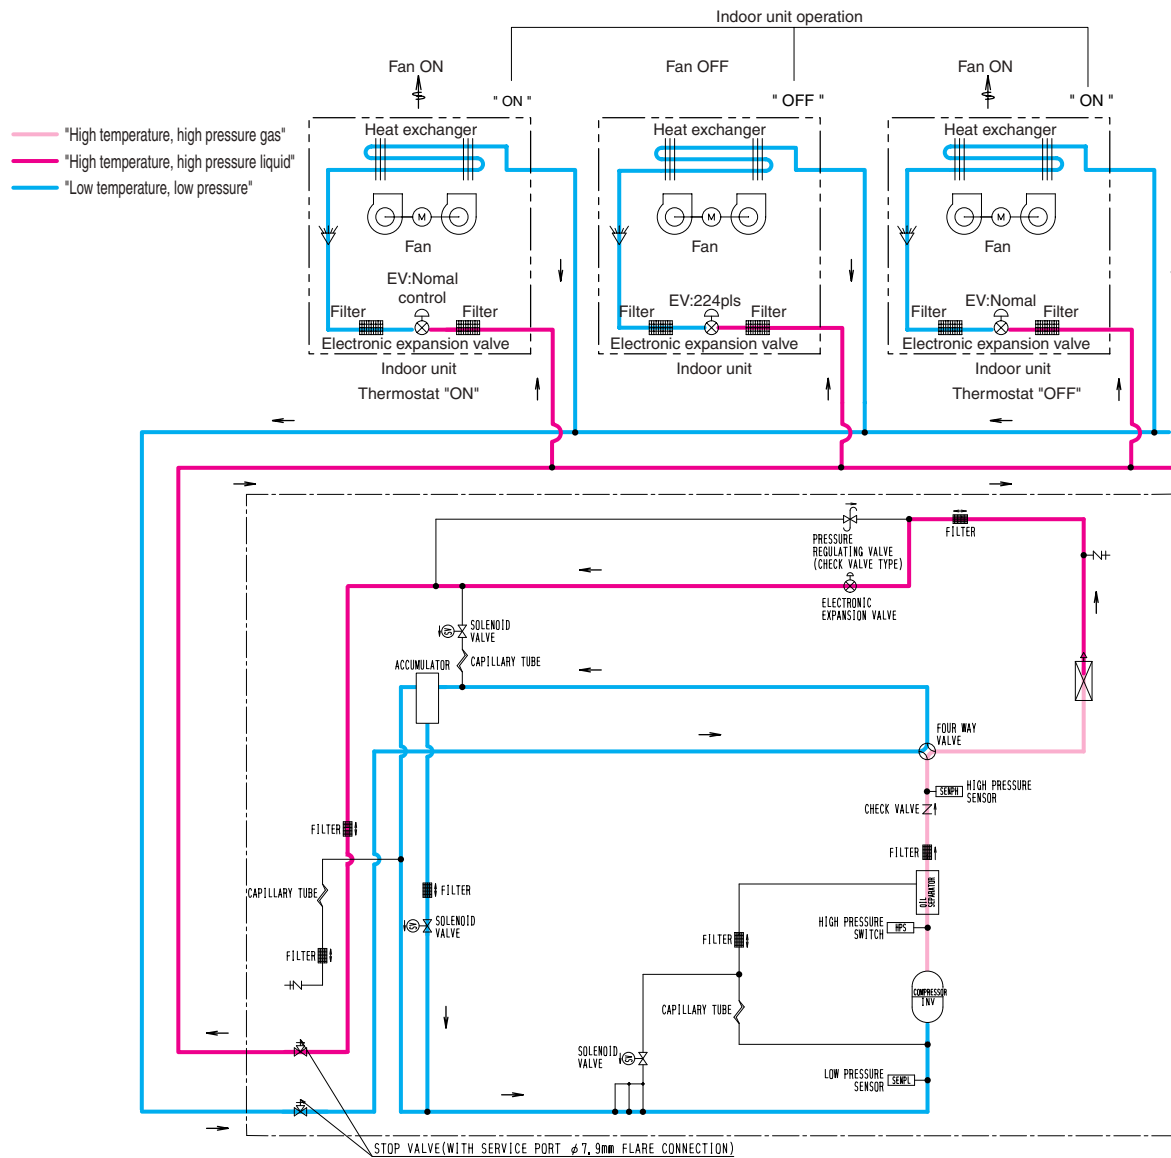 Indoor unit operation
Fan ON
Fan OFF
Fan ON
" ON "
" OFF "
" ON "
"High temperature, high pressure gas"
"High temperature, high pressure liquid"
"Low temperature, low pressure"
Heat exchanger
Heat exchanger
Heat exchanger
M
M
M
Fan
Fan
Fan
EV:Nomal
control
EV:224pls
EV:Nomal
Filter
Filter
Filter
Filter
Filter
Filter
Electronic expansion valve
Electronic expansion valve
Electronic expansion valve
Indoor unit
Indoor unit
Indoor unit
Thermostat "ON"
Thermostat "OFF"
PRESSURE
REGULATING VALVE
(CHECK VALVE TYPE)
FILTER
ELECTRONIC
EXPANSION VALVE
SV
SOLENOID
VALVE
ACCUMULATOR
CAPILLARY TUBE
FOUR WAY
VALVE
SENPH
HIGH PRESSURE
SENSOR
CHECK VALVE
FILTER
FILTER
CAPILLARY TUBE
FILTER
SV
SOLENOID
VALVE
OIL
SEPARATOR
HIGH PRESSURE
SWITCH
HPS
FILTER
FILTER
COMPRESSOR
INV
CAPILLARY TUBE
SOLENOID
VALVE
SV
LOW PRESSURE
SENSOR
SENPL
STOP VALVE(WITH SERVICE PORT φ7.9mm FLARE CONNECTION)